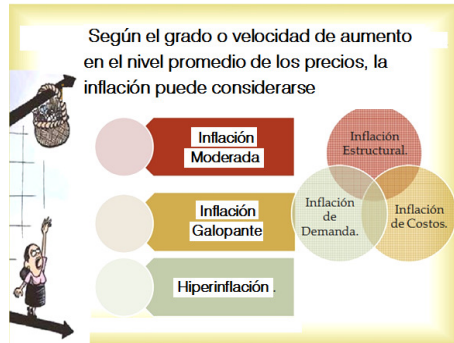 Según el grado o velocidad de aumento
en el nivel promedio de los precios, la
inflación puede considerarse
Inflación
Moderada
Inflación
Galopante
Hiperinflación.
Inflación
Estructural.
Inflación
de
Demanda.
Inflación
de Costos.